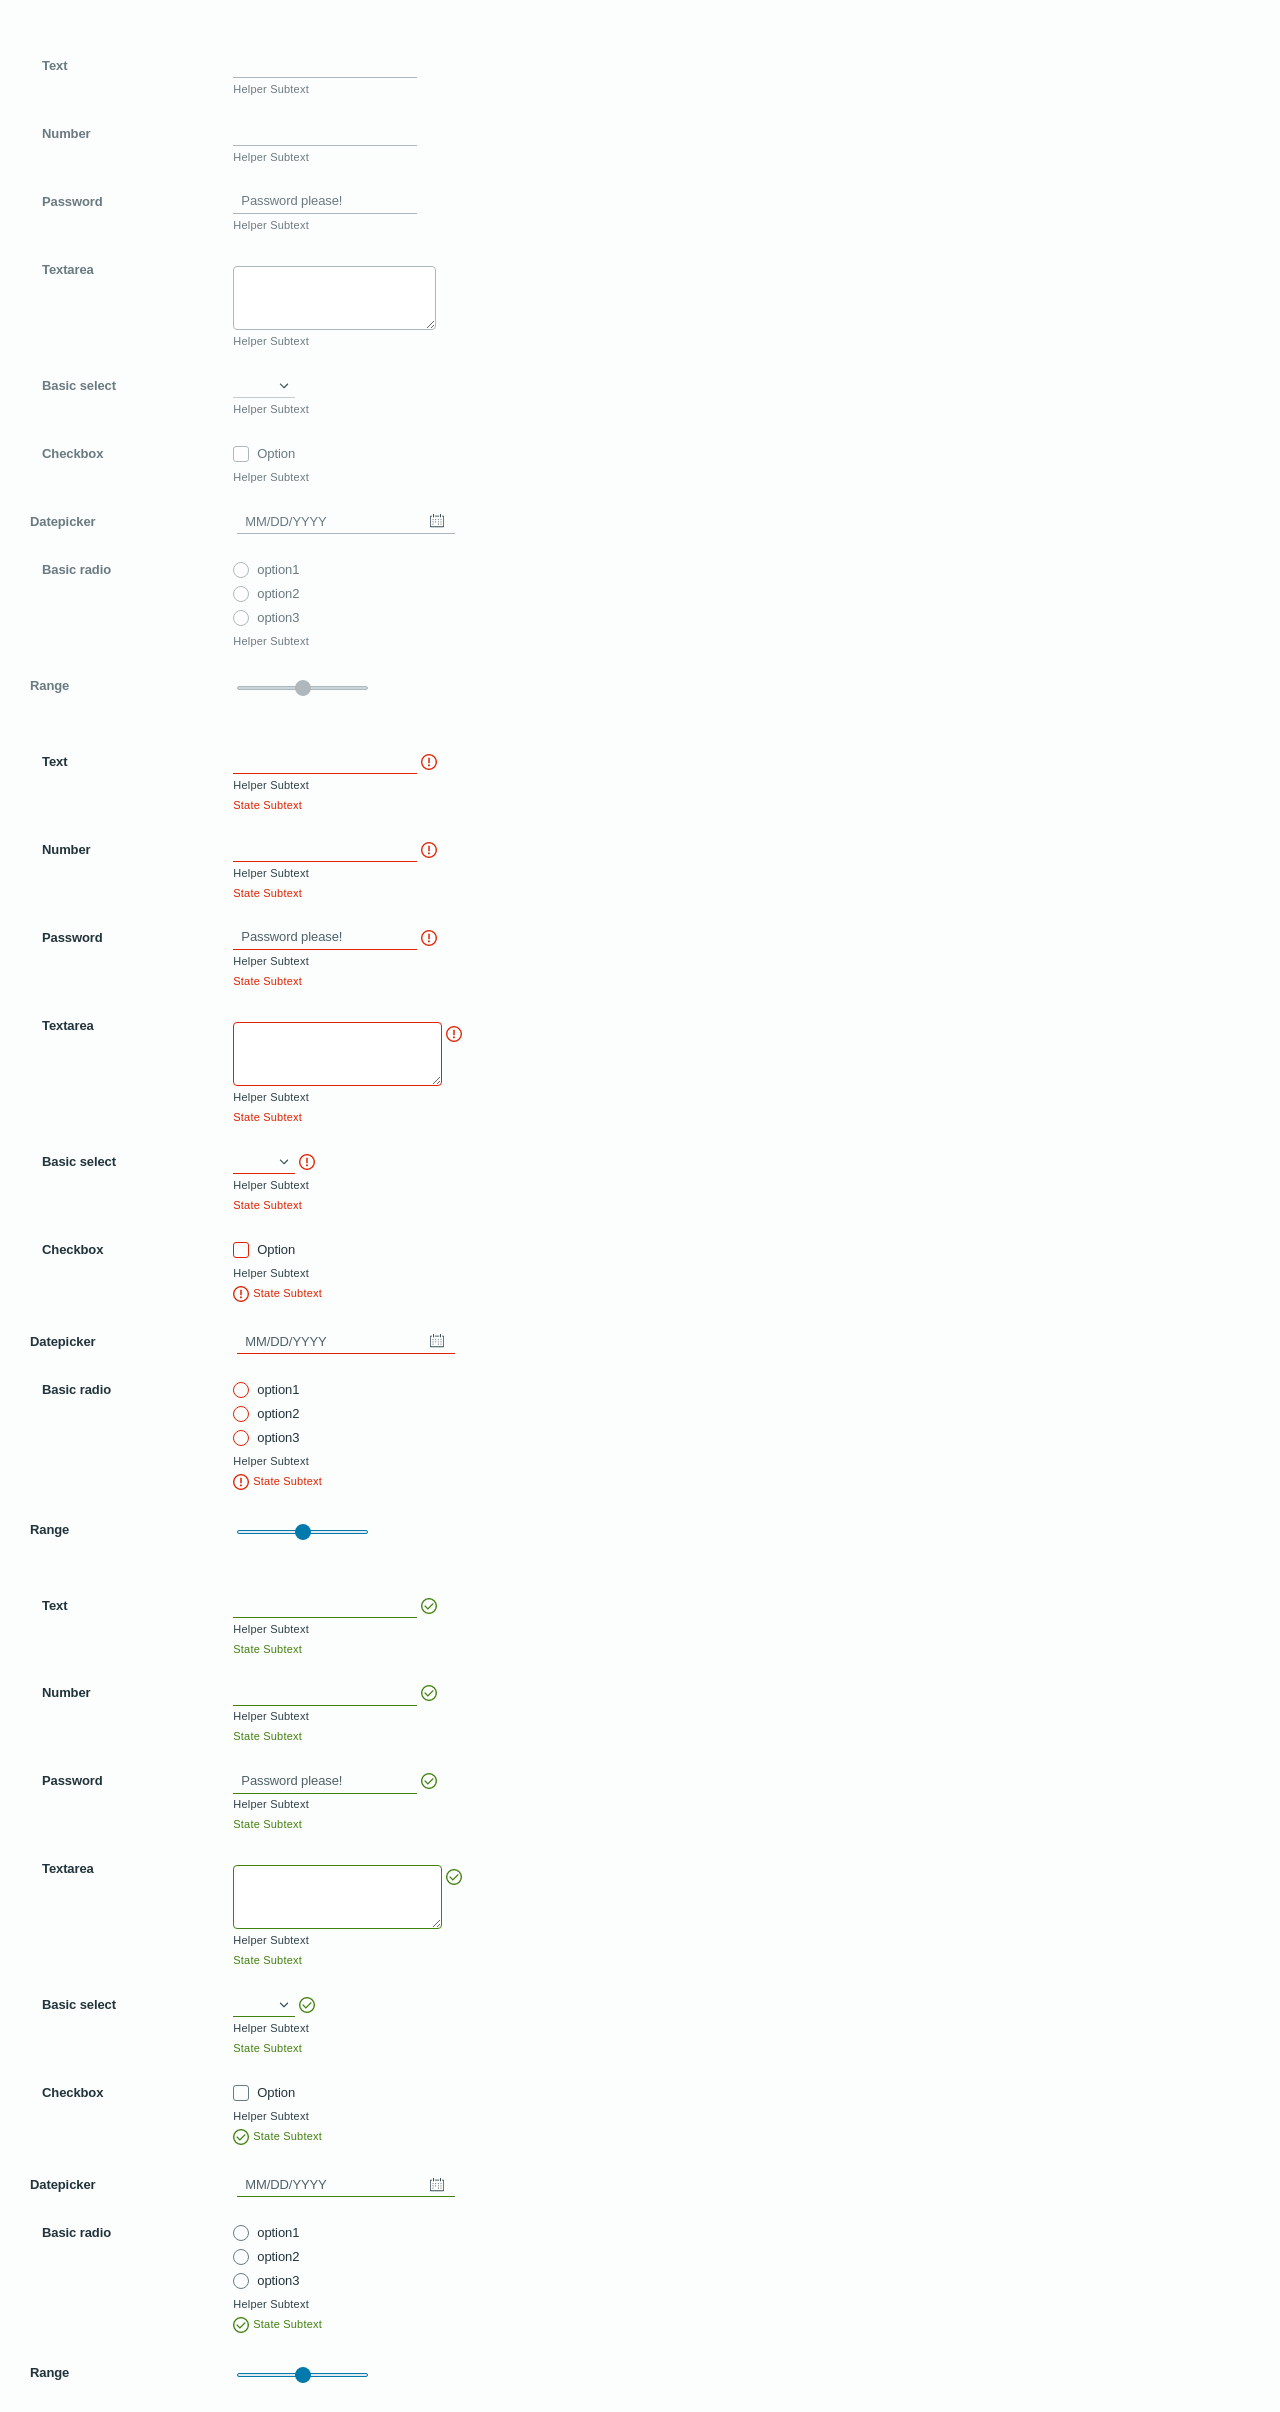 Text
Helper Subtext
Number
Helper Subtext
Password Password please!
Helper Subtext
Textarea
Helper Subtext
Basic select
Helper Subtext
Checkbox Option
Helper Subtext
Datepicker MM/DD/YYYY
Basic radio option1
option2
option3
Helper Subtext
Range
Text
Helper Subtext
State Subtext
Number
Helper Subtext
State Subtext
Password Password please!
Helper Subtext
State Subtext
Textarea
Helper Subtext
State Subtext
Basic select
Helper Subtext
State Subtext
Checkbox Option
Helper Subtext
State Subtext
Datepicker MM/DD/YYYY
Basic radio option1
option2
option3
Helper Subtext
State Subtext
Range
Text
Helper Subtext
State Subtext
Number
Helper Subtext
State Subtext
Password Password please!
Helper Subtext
State Subtext
Textarea
Helper Subtext
State Subtext
Basic select
Helper Subtext
State Subtext
Checkbox Option
Helper Subtext
State Subtext
Datepicker MM/DD/YYYY
Basic radio option1
option2
option3
Helper Subtext
State Subtext
Range